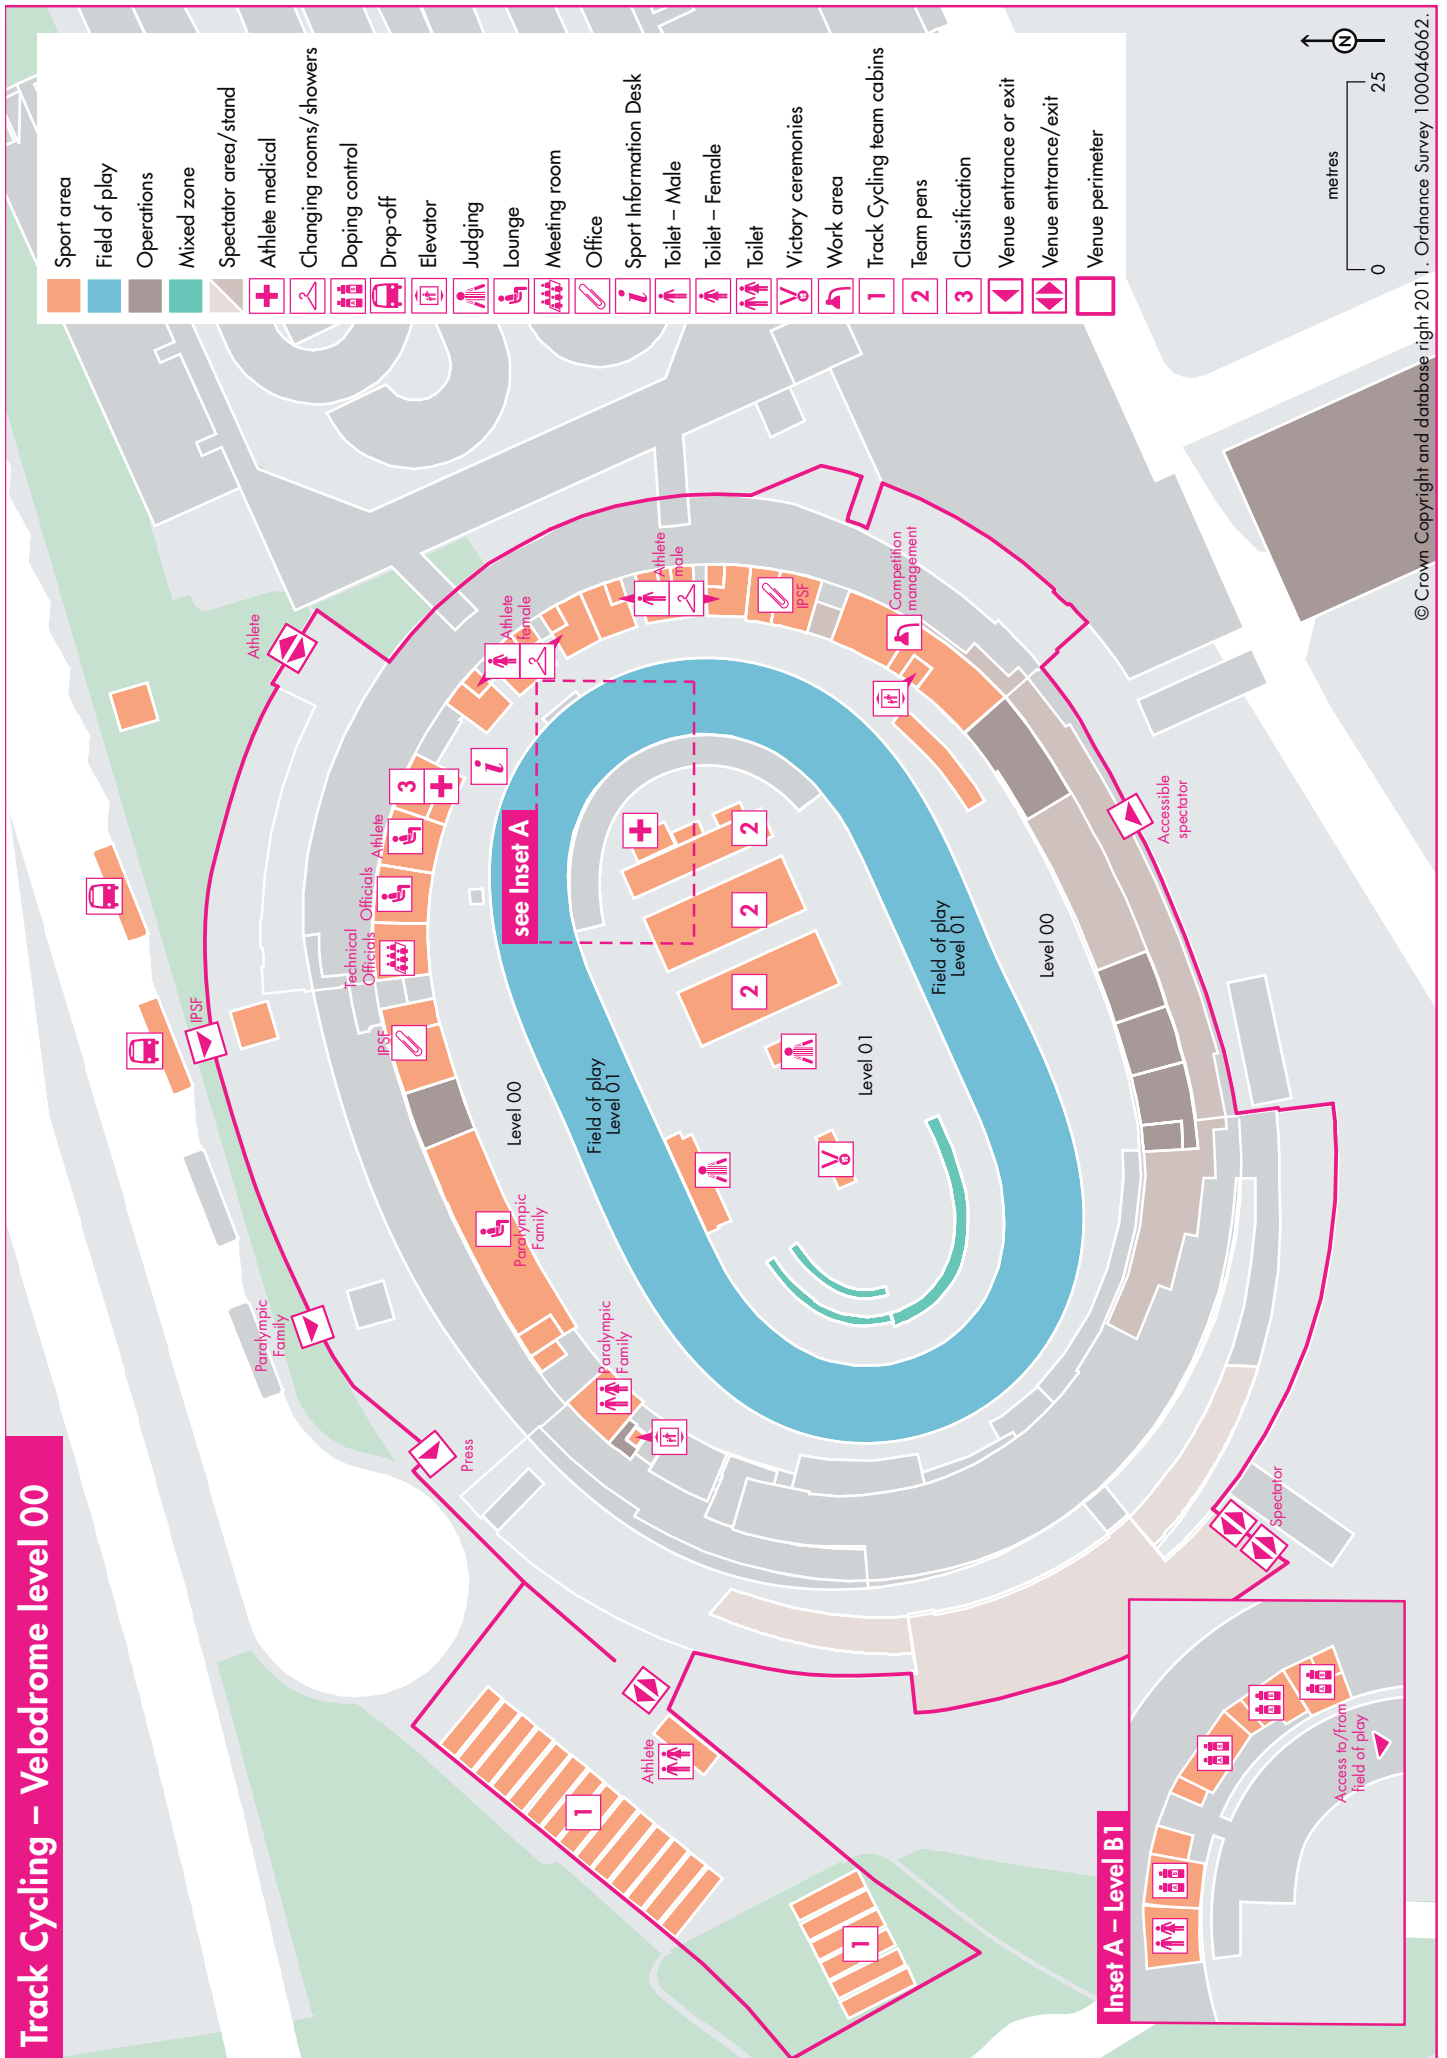 Track Cycling – Velodrome level 00
Sport area
Field of play
Operations
Mixed zone
Spectator area/stand
Athlete medical
Changing rooms/showers
Doping control
Drop-off
Elevator
Judging
Lounge
Meeting room
Office
i
Sport Information Desk
Toilet – Male
Toilet – Female
Toilet
Victory ceremonies
Work area
1
Track Cycling team cabins
2
Team pens
3
Classification
Venue entrance or exit
Venue entrance/exit
Venue perimeter
N
metres
0
25
© Crown Copyright and database right 2011. Ordnance Survey 100046062.
Athlete
IPSF
Paralympic
Family
Press
Athlete
1
1
Paralympic
Family
Paralympic
Family
IPSF
Technical
Officials
Officials
Athlete
3
i
Athlete
female
Athlete
male
IPSF
Competition
management
see Inset A
Level 00
Field of play
Level 01
2
2
2
Level 01
Field of play
Level 01
Level 00
Accessible
spectator
Spectator
Inset A – Level B1
Access to/from
field of play